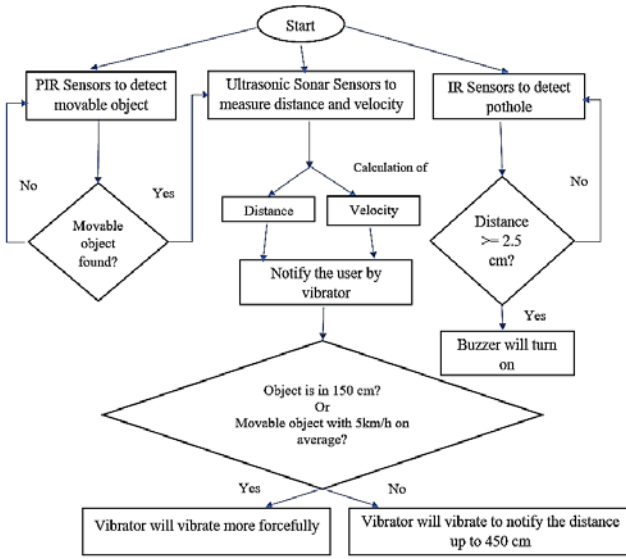 Start
PIR Sensors to detect
movable object
Ultrasonic Sonar Sensors to
measure distance and velocity
IR Sensors to detect
pothole
No
Yes
Movable
object
found?
Calculation of
Distance
Velocity
No
Distance
>= 2.5
cm?
Notify the user by
vibrator
Yes
Buzzer will turn
on
Object is in 150 cm?
Or
Movable object with 5km/h on
average?
Yes
No
Vibrator will vibrate more forcefully
Vibrator will vibrate to notify the distance
up to 450 cm